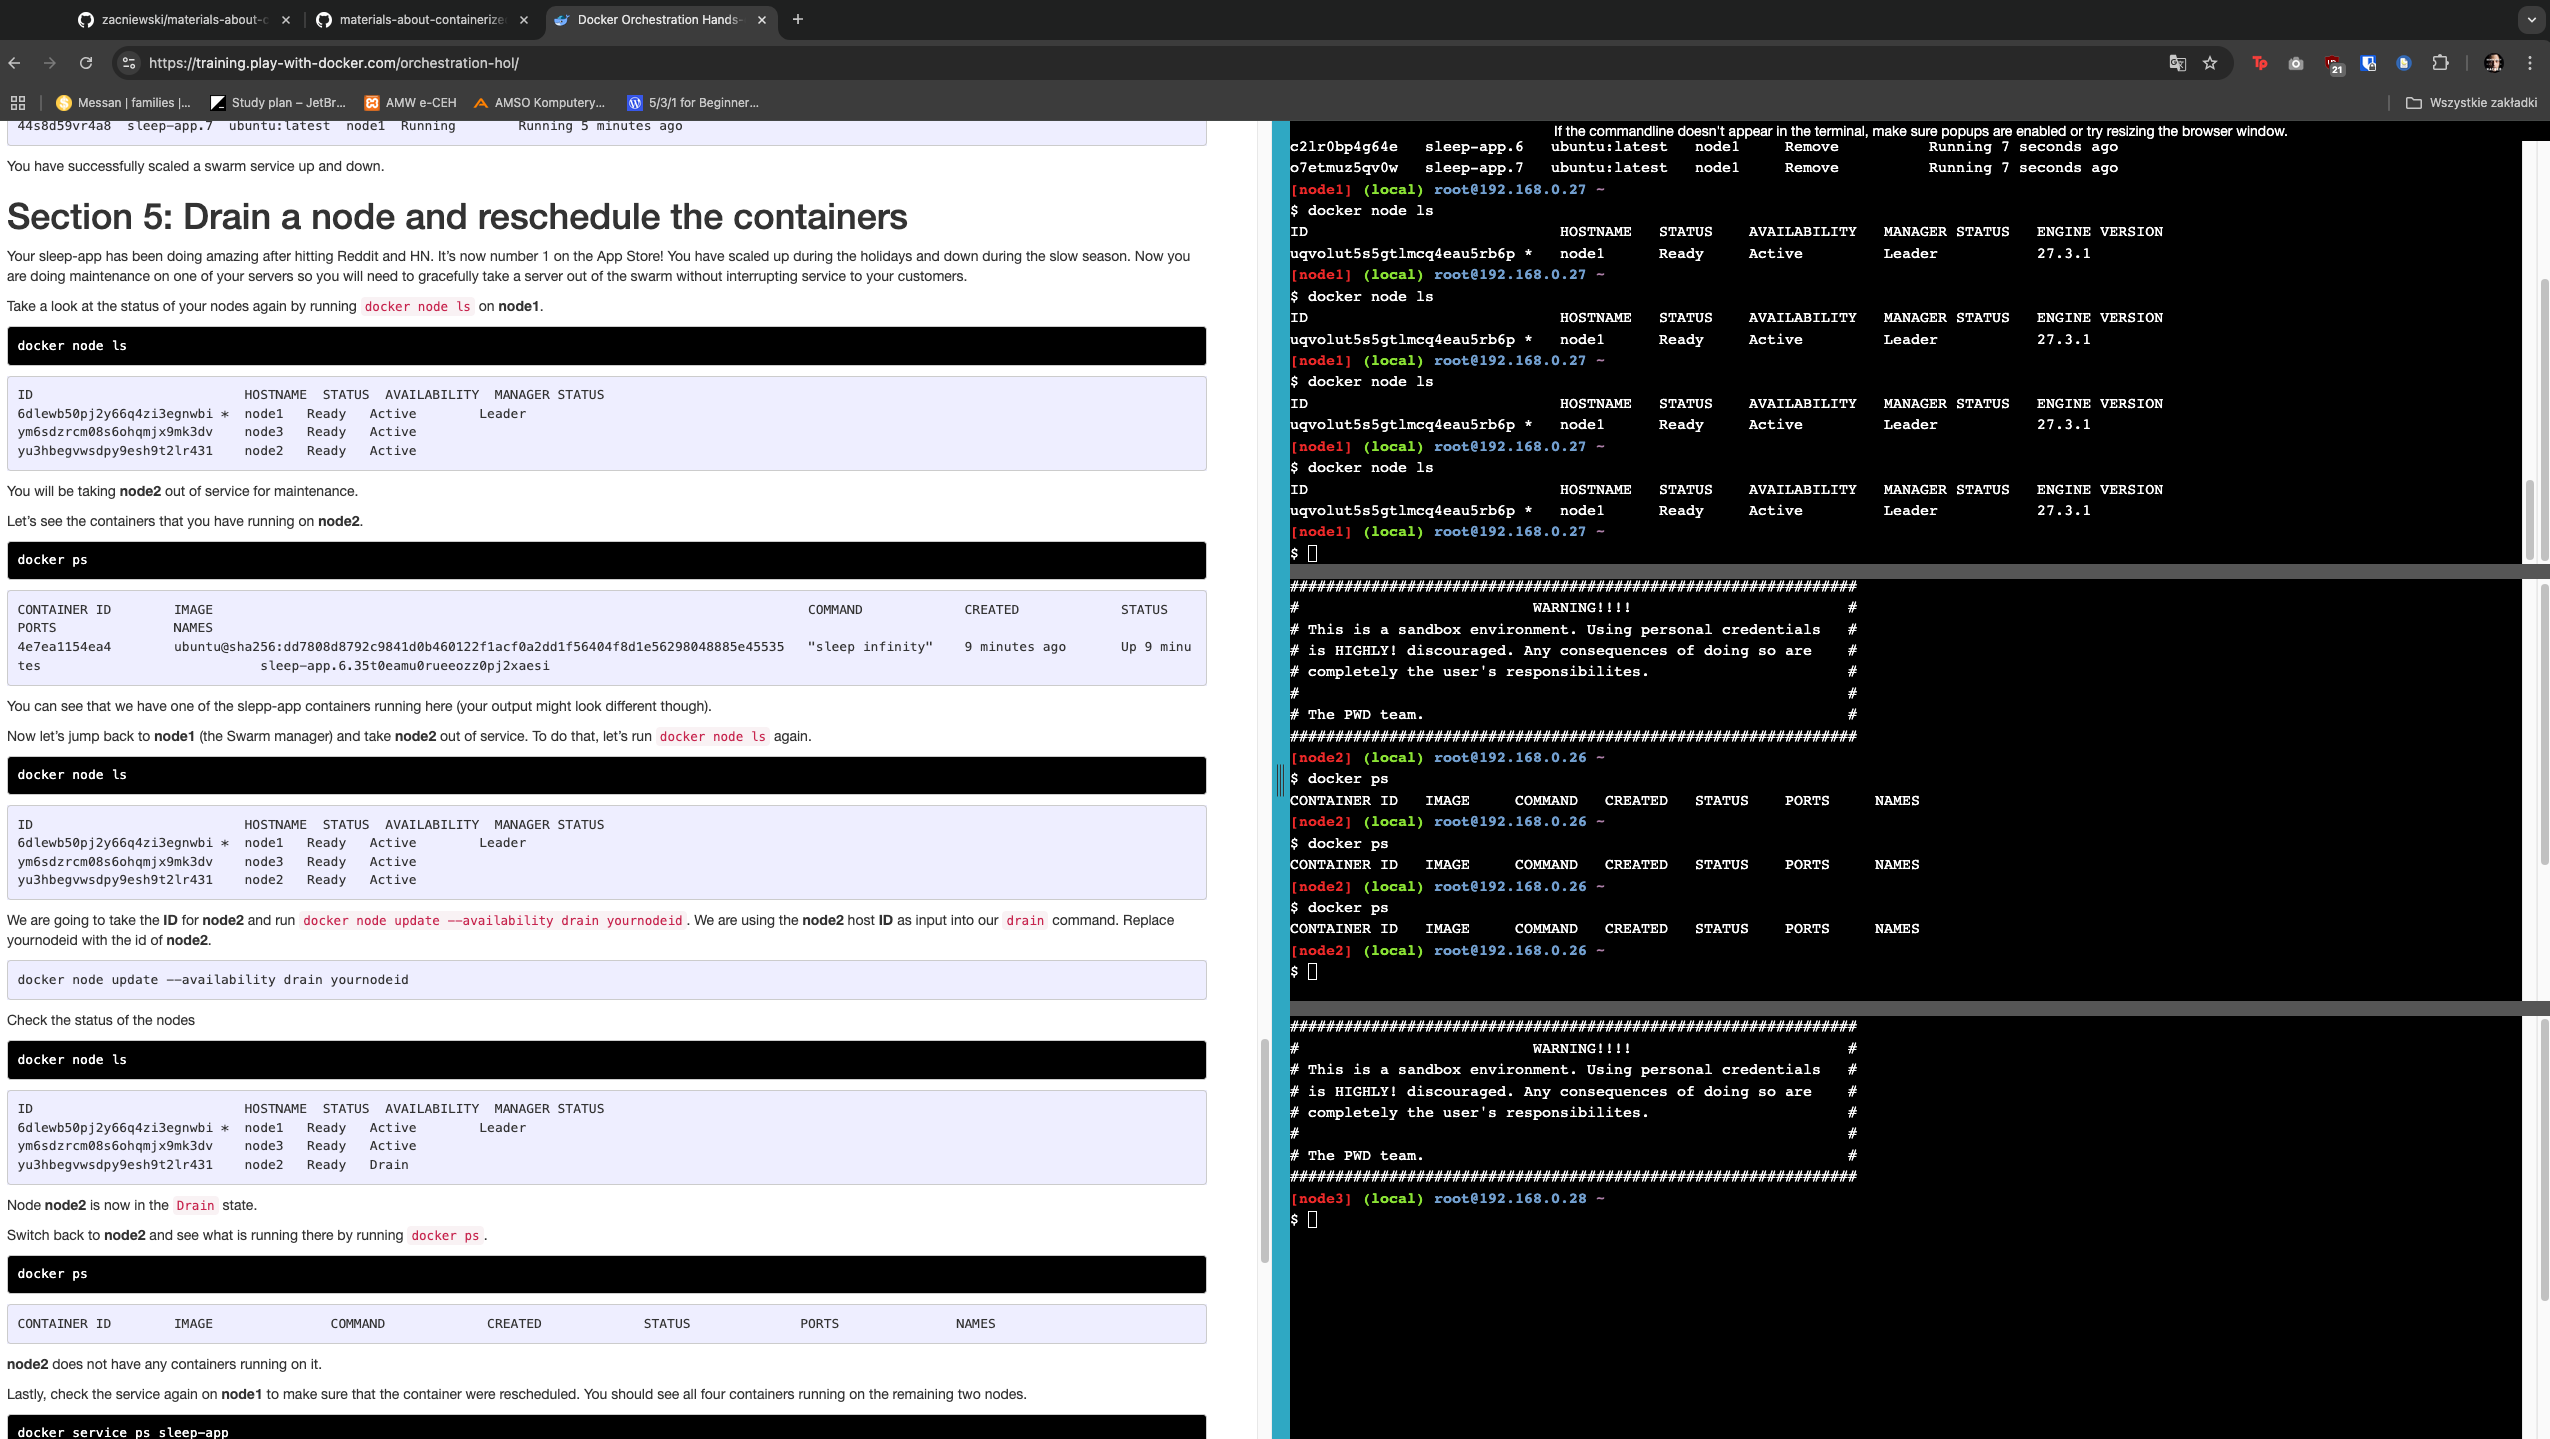 zacniewski/materials-about-c
materials-about-containerize
Docker Orchestration Hands-
https://training.play-with-docker.com/orchestration-hol/
21
Messan | families |...
Study plan – JetBr...
AMW e-CEH
AMSO Komputery...
5/3/1 for Beginner...
Wszystkie zakładki
44s8d59vr4a8  sleep-app.7  ubuntu:latest  node1  Running        Running 5 minutes ago
You have successfully scaled a swarm service up and down.
Section 5: Drain a node and reschedule the containers
Your sleep-app has been doing amazing after hitting Reddit and HN. It's now number 1 on the App Store! You have scaled up during the holidays and down during the slow season. Now you
are doing maintenance on one of your servers so you will need to gracefully take a server out of the swarm without interrupting service to your customers.
Take a look at the status of your nodes again by running docker node ls on node1.
docker node ls
ID                           HOSTNAME  STATUS  AVAILABILITY  MANAGER STATUS
6dlewb50pj2y66q4zi3egnwbi *  node1   Ready   Active        Leader
ym6sdzrcm08s6ohqmjx9mk3dv    node3   Ready   Active
yu3hbegvwsdpy9esh9t2lr431    node2   Ready   Active
You will be taking node2 out of service for maintenance.
Let's see the containers that you have running on node2.
docker ps
CONTAINER ID        IMAGE                                                                            COMMAND             CREATED             STATUS
PORTS               NAMES
4e7ea1154ea4        ubuntu@sha256:dd7808d8792c9841d0b460122f1acf0a2dd1f56404f8d1e56298048885e45535   "sleep infinity"    9 minutes ago       Up 9 minu
tes                            sleep-app.6.35t0eamu0rueeozz0pj2xaesi
You can see that we have one of the slepp-app containers running here (your output might look different though).
Now let's jump back to node1 (the Swarm manager) and take node2 out of service. To do that, let's run docker node ls again.
docker node ls
ID                           HOSTNAME  STATUS  AVAILABILITY  MANAGER STATUS
6dlewb50pj2y66q4zi3egnwbi *  node1   Ready   Active        Leader
ym6sdzrcm08s6ohqmjx9mk3dv    node3   Ready   Active
yu3hbegvwsdpy9esh9t2lr431    node2   Ready   Active
We are going to take the ID for node2 and run docker node update --availability drain yournodeid. We are using the node2 host ID as input into our drain command. Replace
yournodeid with the id of node2.
docker node update --availability drain yournodeid
Check the status of the nodes
docker node ls
ID                           HOSTNAME  STATUS  AVAILABILITY  MANAGER STATUS
6dlewb50pj2y66q4zi3egnwbi *  node1   Ready   Active        Leader
ym6sdzrcm08s6ohqmjx9mk3dv    node3   Ready   Active
yu3hbegvwsdpy9esh9t2lr431    node2   Ready   Drain
Node node2 is now in the Drain state.
Switch back to node2 and see what is running there by running docker ps.
docker ps
CONTAINER ID        IMAGE               COMMAND             CREATED             STATUS              PORTS               NAMES
node2 does not have any containers running on it.
Lastly, check the service again on node1 to make sure that the container were rescheduled. You should see all four containers running on the remaining two nodes.
docker service ps sleep-app
If the commandline doesn't appear in the terminal, make sure popups are enabled or try resizing the browser window.
c2lr0bp4g64e   sleep-app.6   ubuntu:latest   node1     Remove          Running 7 seconds ago
o7etmuz5qv0w   sleep-app.7   ubuntu:latest   node1     Remove          Running 7 seconds ago
[node1] (local) root@192.168.0.27 ~
$ docker node ls
ID                            HOSTNAME   STATUS    AVAILABILITY   MANAGER STATUS   ENGINE VERSION
uqvolut5s5gtlmcq4eau5rb6p *   node1      Ready     Active         Leader           27.3.1
[node1] (local) root@192.168.0.27 ~
$ docker node ls
ID                            HOSTNAME   STATUS    AVAILABILITY   MANAGER STATUS   ENGINE VERSION
uqvolut5s5gtlmcq4eau5rb6p *   node1      Ready     Active         Leader           27.3.1
[node1] (local) root@192.168.0.27 ~
$ docker node ls
ID                            HOSTNAME   STATUS    AVAILABILITY   MANAGER STATUS   ENGINE VERSION
uqvolut5s5gtlmcq4eau5rb6p *   node1      Ready     Active         Leader           27.3.1
[node1] (local) root@192.168.0.27 ~
$ docker node ls
ID                            HOSTNAME   STATUS    AVAILABILITY   MANAGER STATUS   ENGINE VERSION
uqvolut5s5gtlmcq4eau5rb6p *   node1      Ready     Active         Leader           27.3.1
[node1] (local) root@192.168.0.27 ~
$
###############################################################
#                          WARNING!!!!                        #
# This is a sandbox environment. Using personal credentials   #
# is HIGHLY! discouraged. Any consequences of doing so are    #
# completely the user's responsibilites.                      #
#                                                             #
# The PWD team.                                               #
###############################################################
[node2] (local) root@192.168.0.26 ~
$ docker ps
CONTAINER ID   IMAGE     COMMAND   CREATED   STATUS    PORTS     NAMES
[node2] (local) root@192.168.0.26 ~
$ docker ps
CONTAINER ID   IMAGE     COMMAND   CREATED   STATUS    PORTS     NAMES
[node2] (local) root@192.168.0.26 ~
$ docker ps
CONTAINER ID   IMAGE     COMMAND   CREATED   STATUS    PORTS     NAMES
[node2] (local) root@192.168.0.26 ~
$
###############################################################
#                          WARNING!!!!                        #
# This is a sandbox environment. Using personal credentials   #
# is HIGHLY! discouraged. Any consequences of doing so are    #
# completely the user's responsibilites.                      #
#                                                             #
# The PWD team.                                               #
###############################################################
[node3] (local) root@192.168.0.28 ~
$